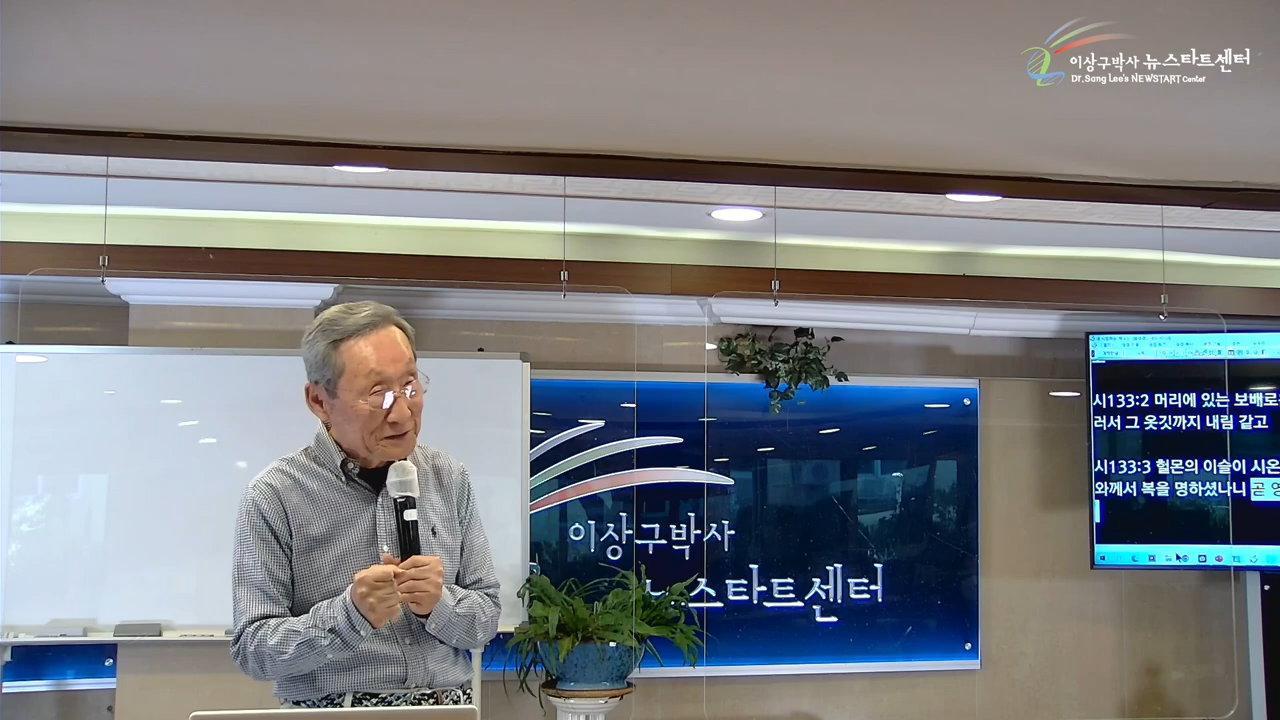 이상구박사 뉴스타트센터
Dr.Sang Lee's NEWSTART Center
이상구박사
뉴스타트센터
시133:2 머리에 있는 보배로
러서 그 옷깃까지 내림 같고
시133:3 헐몬의 이슬이 시온
와께서 복을 명하셨나니 곧 영